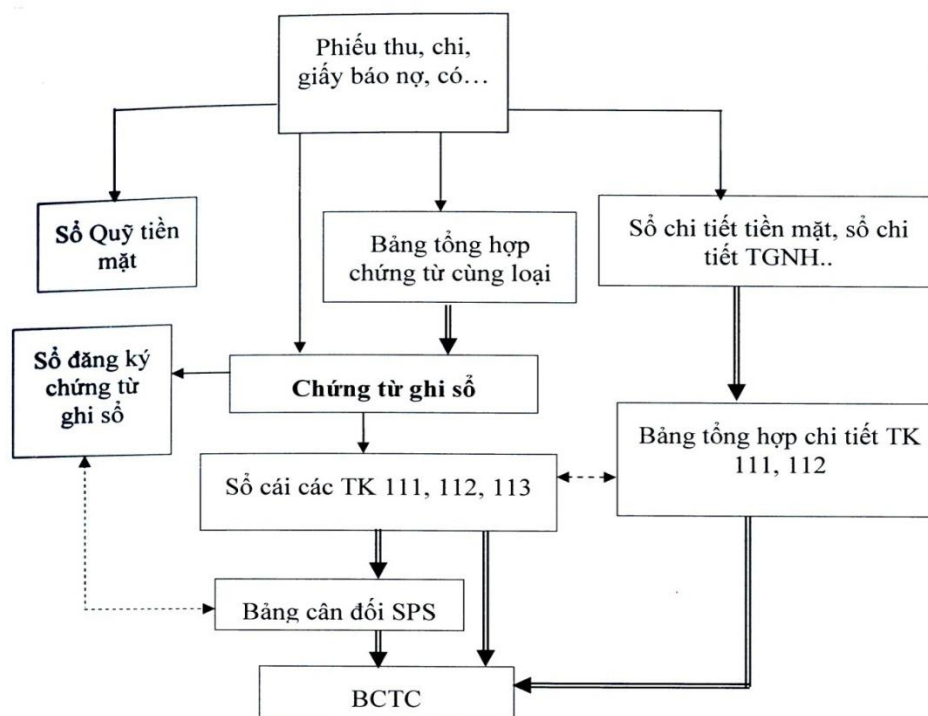 Phiếu thu, chi,
giấy báo nợ, có…
Sổ Quỹ tiền
mặt
Bảng tổng hợp
chứng từ cùng loại
Sổ chi tiết tiền mặt, sổ chi
tiết TGNH..
Sổ đăng ký
chứng từ
ghi sổ
Chứng từ ghi sổ
Bảng tổng hợp chi tiết TK
111, 112
Sổ cái các TK 111, 112, 113
Bảng cân đối SPS
BCTC